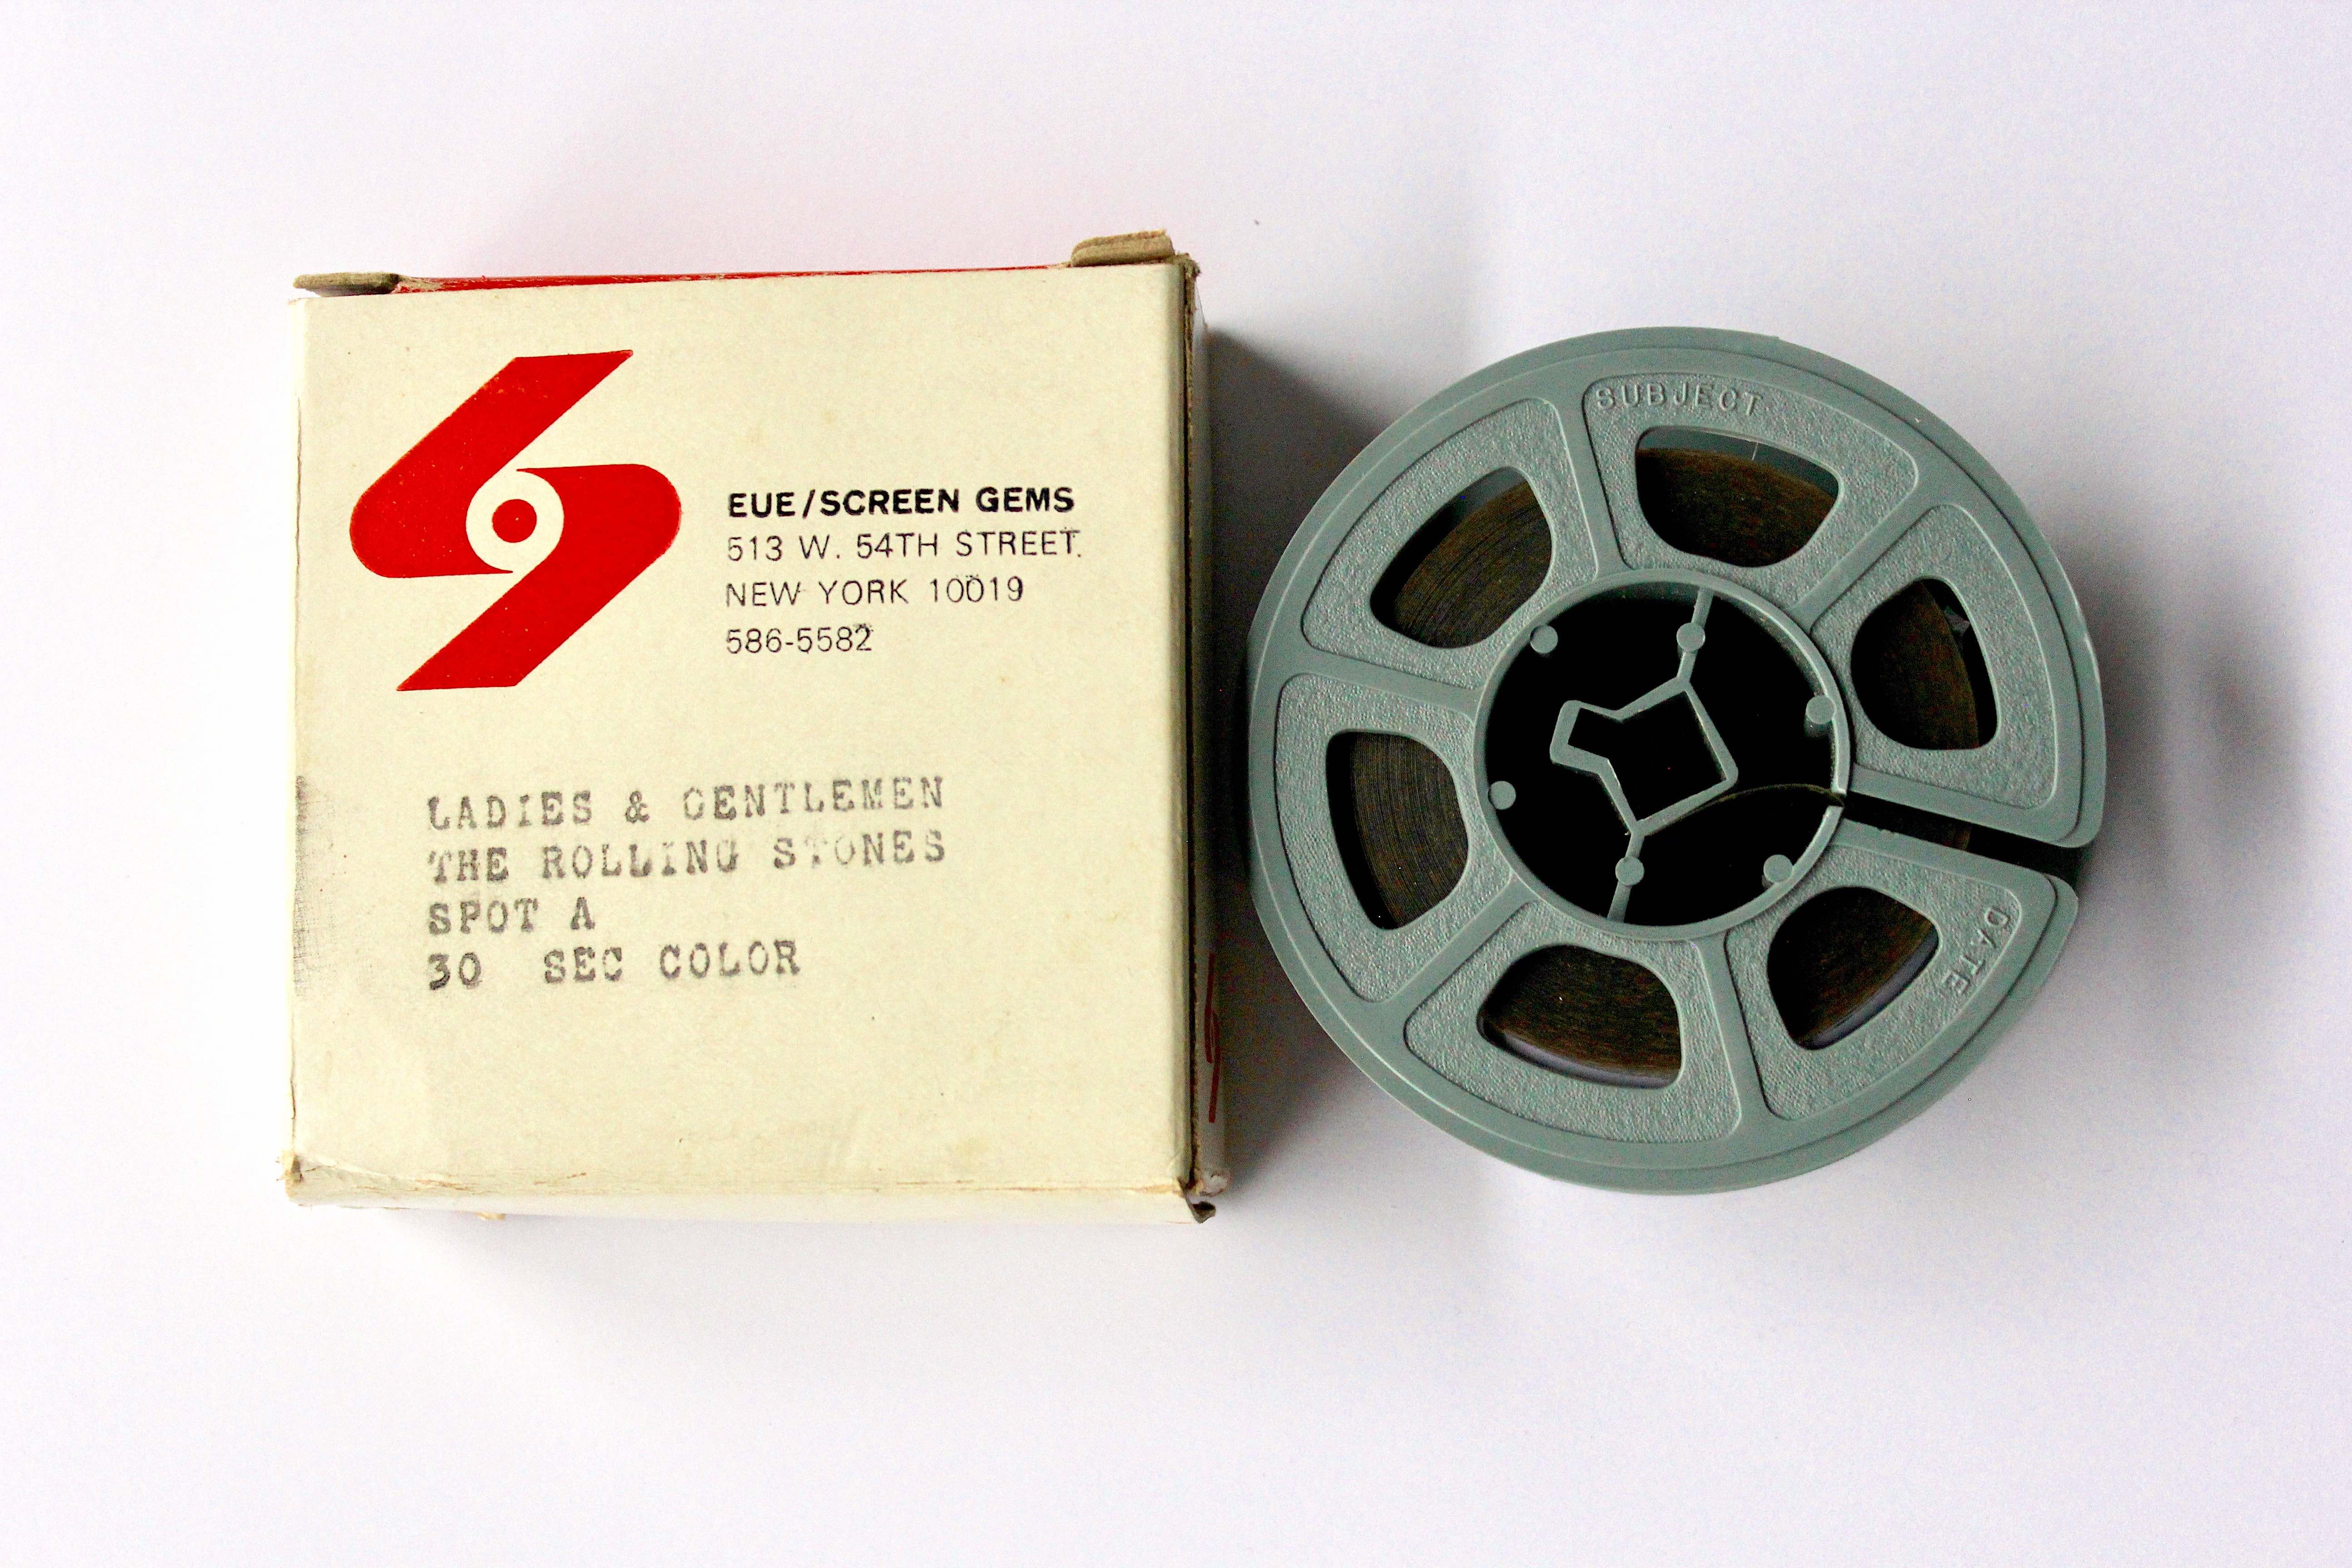 EUE/SCREEN GEMS
513 W. 54TH STREET.
NEW YORK 10019
586-5582
LADIES & GENTLEMEN
THE ROLLING STONES
SPOT A
30 SEC COLOR
SUBJECT
DATE